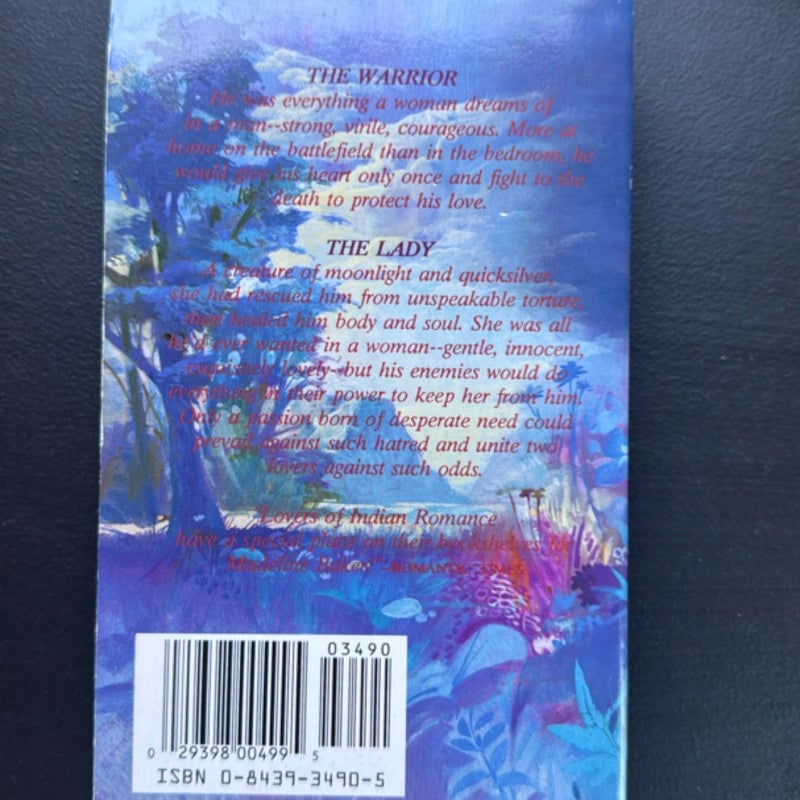 THE WARRIOR
He was everything a woman dreams of
in a man--strong, virile, courageous. More at
home on the battlefield than in the bedroom, he
would give his heart only once and fight to the
death to protect his love.
THE LADY
A creature of moonlight and quicksilver,
she had rescued him from unspeakable torture,
then healed him body and soul. She was all
he'd ever wanted in a woman--gentle, innocent,
exquisitely lovely--but his enemies would do
everything in their power to keep her from him.
Only a passion born of desperate need could
prevail against such hatred and unite two
lovers against such odds.
"Lovers of Indian Romance
have a special place on their bookshelves for
Madeline Baker!"--ROMANTIC TIMES
03490
0 29398 00499 5
ISBN 0-8439-3490-5